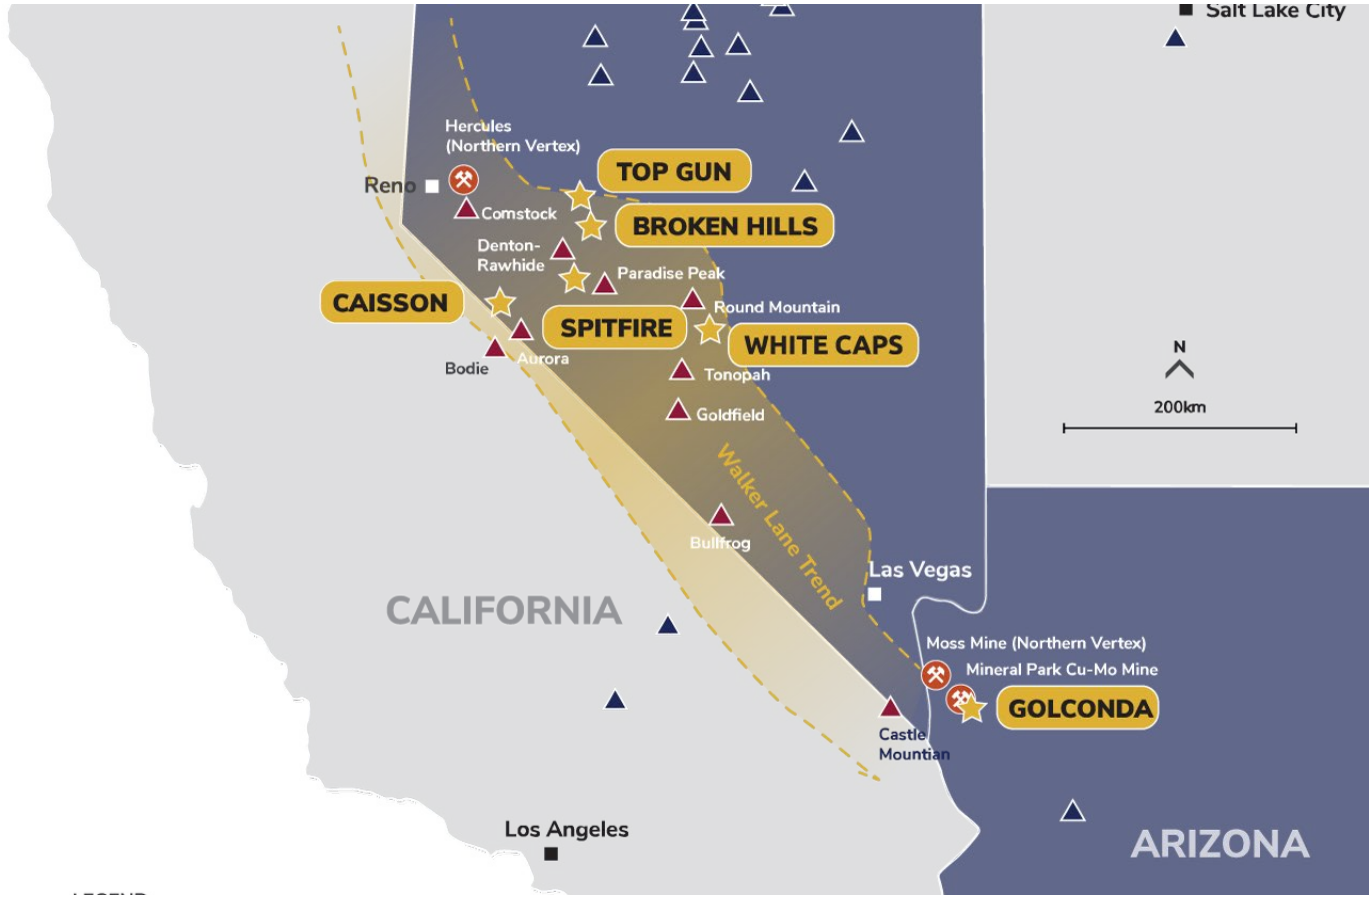 Salt Lake City
Hercules
(Northern Vertex)
TOP GUN
Reno
Comstock
BROKEN HILLS
Denton-
Rawhide
Paradise Peak
CAISSON
Round Mountain
SPITFIRE
WHITE CAPS
Aurora
Bodie
Tonopah
Goldfield
N
200km
Walker Lane Trend
Bullfrog
Las Vegas
CALIFORNIA
Moss Mine (Northern Vertex)
Mineral Park Cu-Mo Mine
GOLCONDA
Castle
Mountian
Los Angeles
ARIZONA